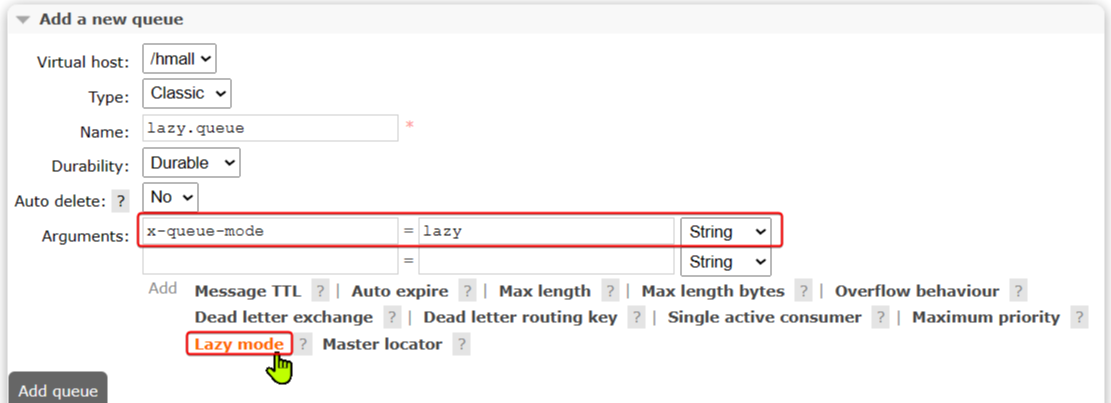 Add a new queue
Virtual host: /hmall
Type: Classic
Name: lazy.queue *
Durability: Durable
Auto delete: ? No
Arguments: x-queue-mode = lazy String
= String
Add Message TTL ? | Auto expire ? | Max length ? | Max length bytes ? | Overflow behaviour ?
Dead letter exchange ? | Dead letter routing key ? | Single active consumer ? | Maximum priority ?
Lazy mode ? Master locator ?
Add queue